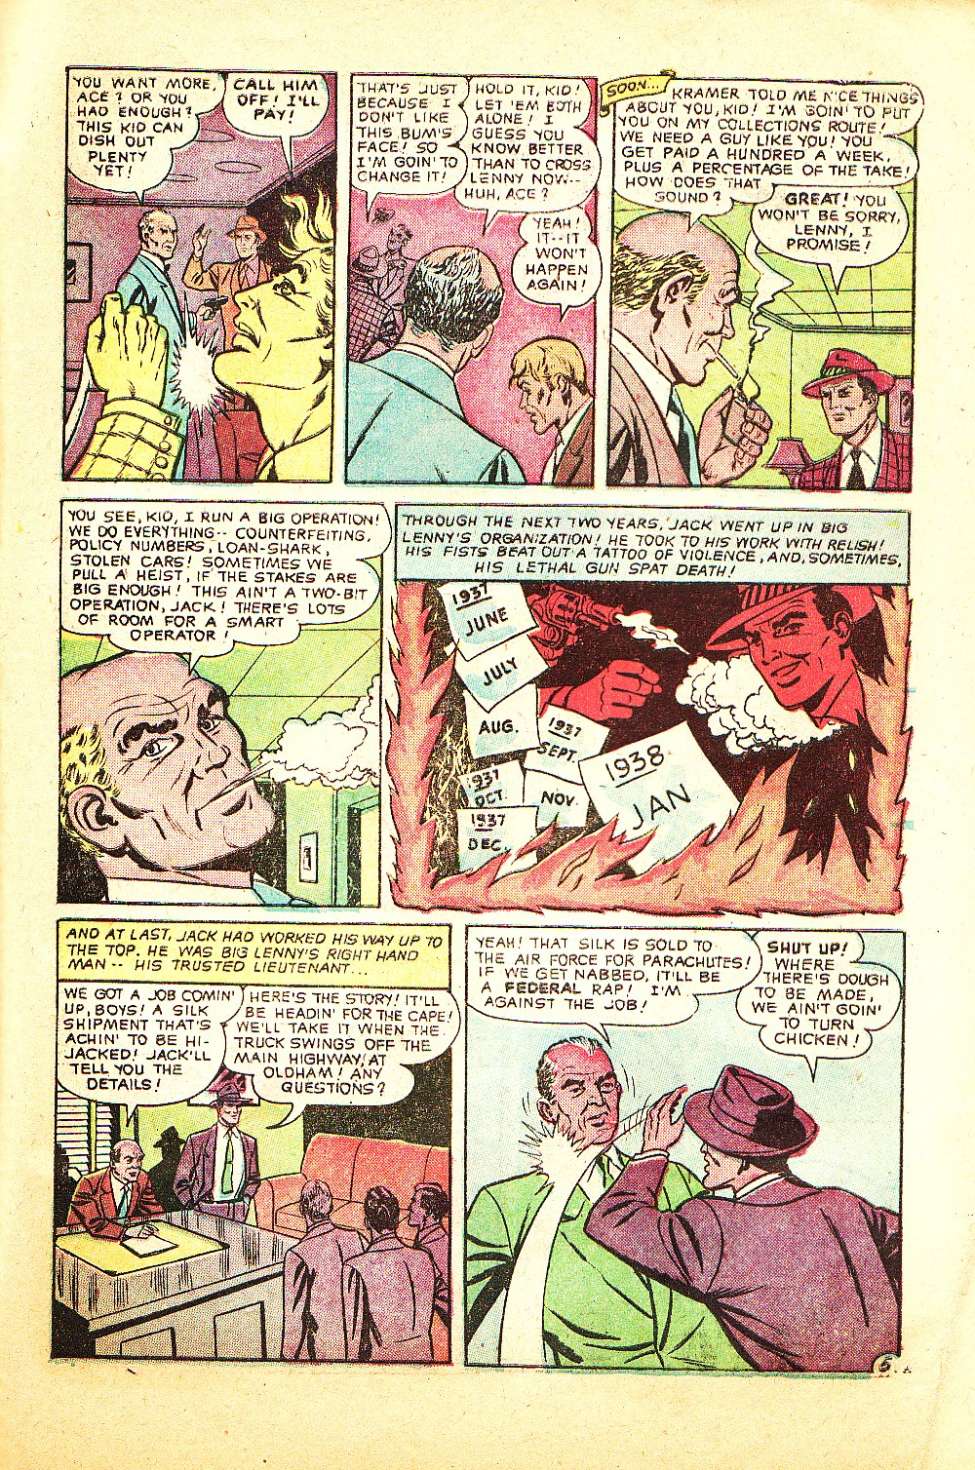 YOU WANT MORE,
ACE? OR YOU
HAD ENOUGH?
THIS KID CAN
DISH OUT
PLENTY
YET!
CALL HIM
OFF! I'LL
PAY!
THAT'S JUST
BECAUSE I
DON'T LIKE
THIS BUM'S
FACE! SO
I'M GOIN' TO
CHANGE IT!
HOLD IT, KID!
LET 'EM BOTH
ALONE! I
GUESS YOU
KNOW BETTER
THAN TO CROSS
LENNY NOW--
HUH, ACE?
YEAH!
IT--IT
WON'T
HAPPEN
AGAIN!
SOON...
KRAMER TOLD ME NICE THINGS
ABOUT YOU, KID! I'M GOIN' TO PUT
YOU ON MY COLLECTIONS ROUTE!
WE NEED A GUY LIKE YOU! YOU
GET PAID A HUNDRED A WEEK,
PLUS A PERCENTAGE OF THE TAKE!
HOW DOES THAT
SOUND?
GREAT! YOU
WON'T BE SORRY,
LENNY, I
PROMISE!
YOU SEE, KID, I RUN A BIG OPERATION!
WE DO EVERYTHING-- COUNTERFEITING,
POLICY NUMBERS, LOAN-SHARK,
STOLEN CARS! SOMETIMES WE
PULL A HEIST, IF THE STAKES ARE
BIG ENOUGH! THIS AIN'T A TWO-BIT
OPERATION, JACK! THERE'S LOTS
OF ROOM FOR A SMART
OPERATOR!
THROUGH THE NEXT TWO YEARS, JACK WENT UP IN BIG
LENNY'S ORGANIZATION! HE TOOK TO HIS WORK WITH RELISH!
HIS FISTS BEAT OUT A TATTOO OF VIOLENCE, AND, SOMETIMES,
HIS LETHAL GUN SPAT DEATH!
1937
JUNE
JULY
AUG.
1937
SEPT.
1937
OCT.
NOV.
1937
DEC.
1938
JAN
AND AT LAST, JACK HAD WORKED HIS WAY UP TO
THE TOP. HE WAS BIG LENNY'S RIGHT HAND
MAN-- HIS TRUSTED LIEUTENANT...
WE GOT A JOB COMIN'
UP, BOYS! A SILK
SHIPMENT THAT'S
ACHIN' TO BE HI-
JACKED! JACK'LL
TELL YOU THE
DETAILS!
HERE'S THE STORY! IT'LL
BE HEADIN' FOR THE CAPE!
WE'LL TAKE IT WHEN THE
TRUCK SWINGS OFF THE
MAIN HIGHWAY, AT
OLDHAM! ANY
QUESTIONS?
YEAH! THAT SILK IS SOLD TO
THE AIR FORCE FOR PARACHUTES!
IF WE GET NABBED, IT'LL BE
A FEDERAL RAP! I'M
AGAINST THE JOB!
SHUT UP!
WHERE
THERE'S DOUGH
TO BE MADE,
WE AIN'T GOIN'
TO TURN
CHICKEN!
5